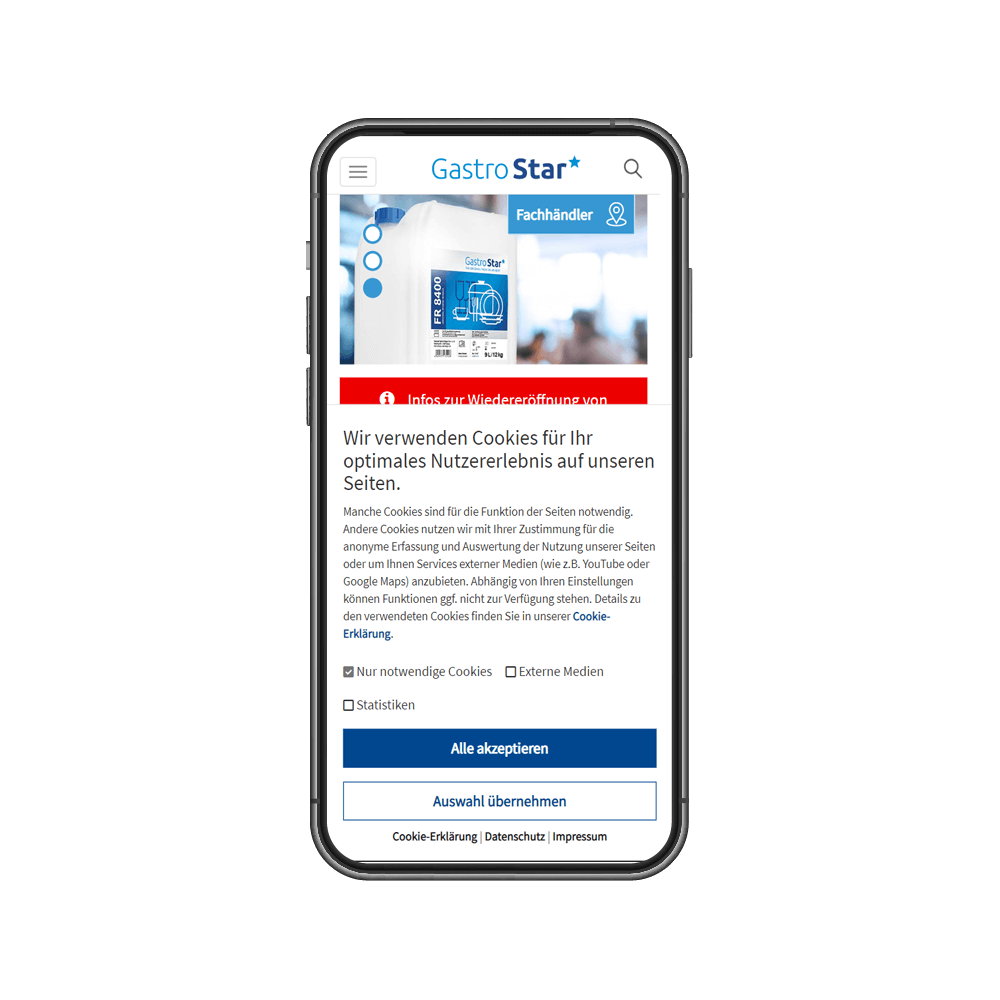 Gastro Star
Fachhändler
Gastro Star
FR 8400
9 L / 12 kg
Infos zur Wiedereröffnung von
Wir verwenden Cookies für Ihr
optimales Nutzererlebnis auf unseren
Seiten.
Manche Cookies sind für die Funktion der Seiten notwendig.
Andere Cookies nutzen wir mit Ihrer Zustimmung für die
anonyme Erfassung und Auswertung der Nutzung unserer Seiten
oder um Ihnen Services externer Medien (wie z.B. YouTube oder
Google Maps) anzubieten. Abhängig von Ihren Einstellungen
können Funktionen ggf. nicht zur Verfügung stehen. Details zu
den verwendeten Cookies finden Sie in unserer Cookie-
Erklärung.
Nur notwendige Cookies Externe Medien
Statistiken
Alle akzeptieren
Auswahl übernehmen
Cookie-Erklärung | Datenschutz | Impressum